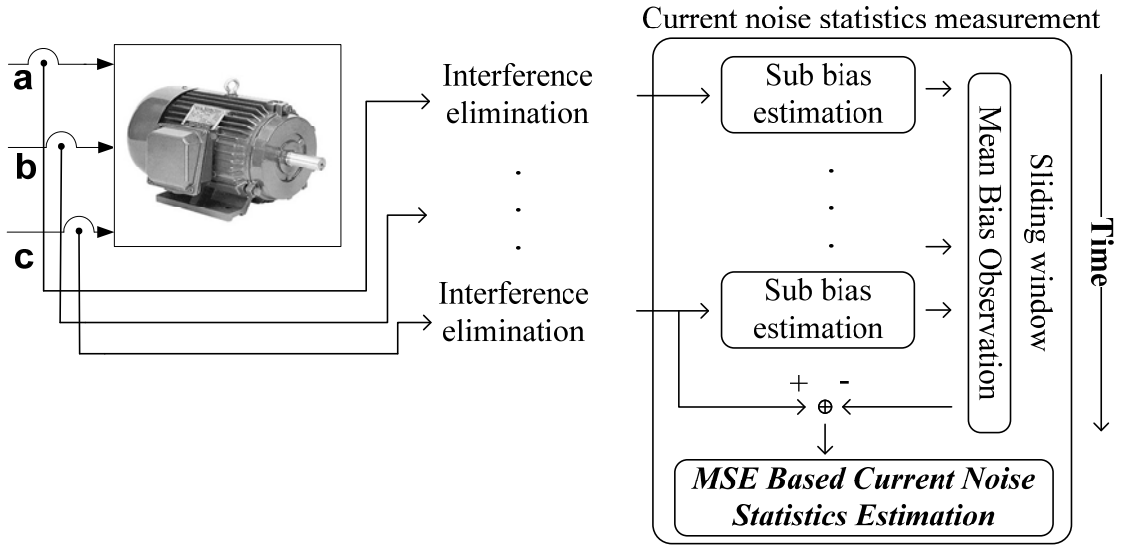 Current noise statistics measurement
a
b
c
Interference
elimination
Interference
elimination
Sub bias
estimation
Sub bias
estimation
Mean Bias Observation
Sliding window
Time
+ -
MSE Based Current Noise
Statistics Estimation